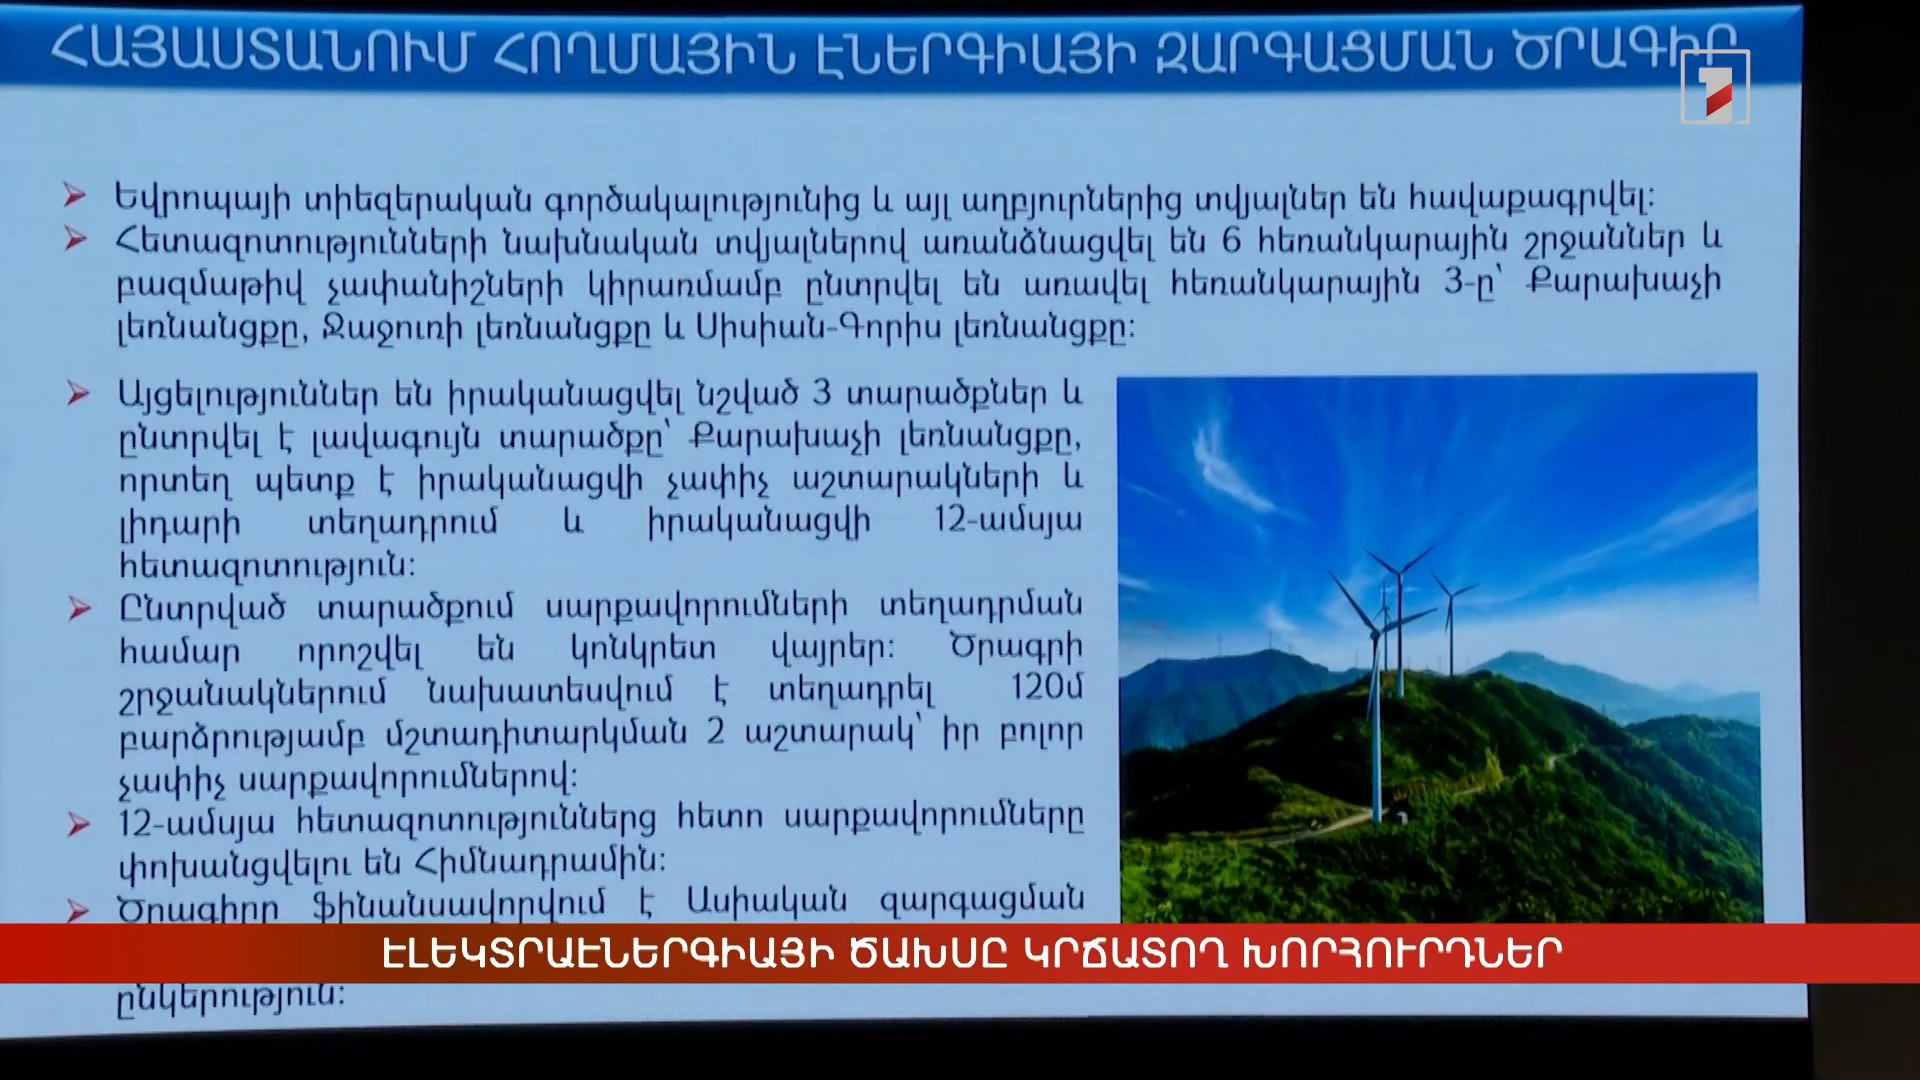 ՀԱՅԱՍՏԱՆՈՒՄ ՀՈՂՄԱՅԻՆ ԷՆԵՐԳԻԱՅԻ ԶԱՐԳԱՑՄԱՆ ԾՐԱԳԻՐ
Եվրոպայի տիեզերական գործակալությունից և այլ աղբյուրներից տվյալներ են հավաքագրվել:
Հետազոտությունների նախնական տվյալներով առանձնացվել են 6 հեռանկարային շրջաններ և
բազմաթիվ չափանիշների կիրառմամբ ընտրվել են առավել հեռանկարային 3-ը՝ Քարախաչի
լեռնանցքը, Ջաջուռի լեռնանցքը և Սիսիան-Գորիս լեռնանցքը:
Այցելություններ են իրականացվել նշված 3 տարածքներ և
ընտրվել է լավագույն տարածքը՝ Քարախաչի լեռնանցքը,
որտեղ պետք է իրականացվի չափիչ աշտարակների և
լիդարի տեղադրում և իրականացվի 12-ամսյա
հետազոտություն:
Ընտրված տարածքում սարքավորումների տեղադրման
համար որոշվել են կոնկրետ վայրեր: Ծրագրի
շրջանակներում նախատեսվում է տեղադրել 120մ
բարձրությամբ մշտադիտարկման 2 աշտարակ՝ իր բոլոր
չափիչ սարքավորումներով:
12-ամսյա հետազոտություններց հետո սարքավորումները
փոխանցվելու են Հիմնադրամին:
Ծրագիրը ֆինանսավորվում է Ասիական զարգացման
ԷԼԵԿՏՐԱԷՆԵՐԳԻԱՅԻ ԾԱԽՍԸ ԿՐՃԱՏՈՂ ԽՈՐՀՈՒՐԴՆԵՐ
ընկերություն: